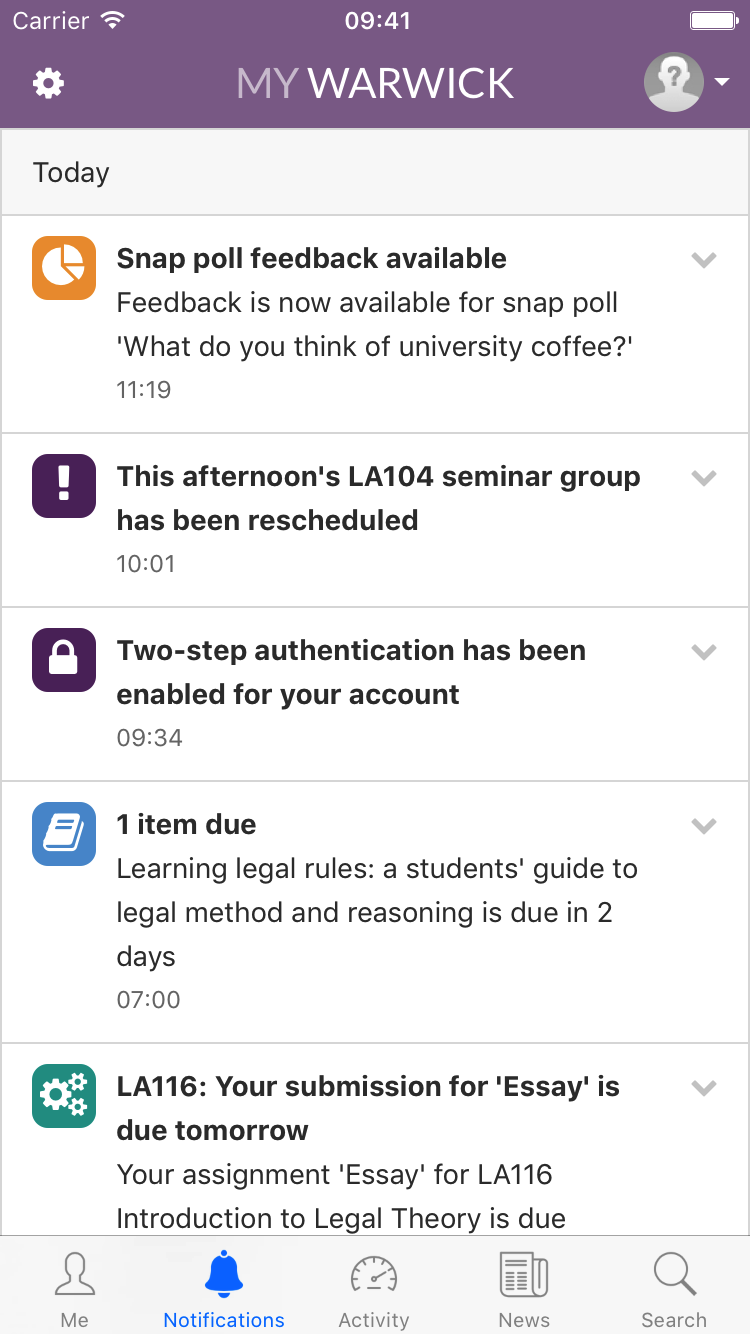 Carrier 09:41
MY WARWICK
?
Today
Snap poll feedback available
Feedback is now available for snap poll
'What do you think of university coffee?'
11:19
!
This afternoon's LA104 seminar group
has been rescheduled
10:01
Two-step authentication has been
enabled for your account
09:34
1 item due
Learning legal rules: a students' guide to
legal method and reasoning is due in 2
days
07:00
LA116: Your submission for 'Essay' is
due tomorrow
Your assignment 'Essay' for LA116
Introduction to Legal Theory is due
Me Notifications Activity News Search